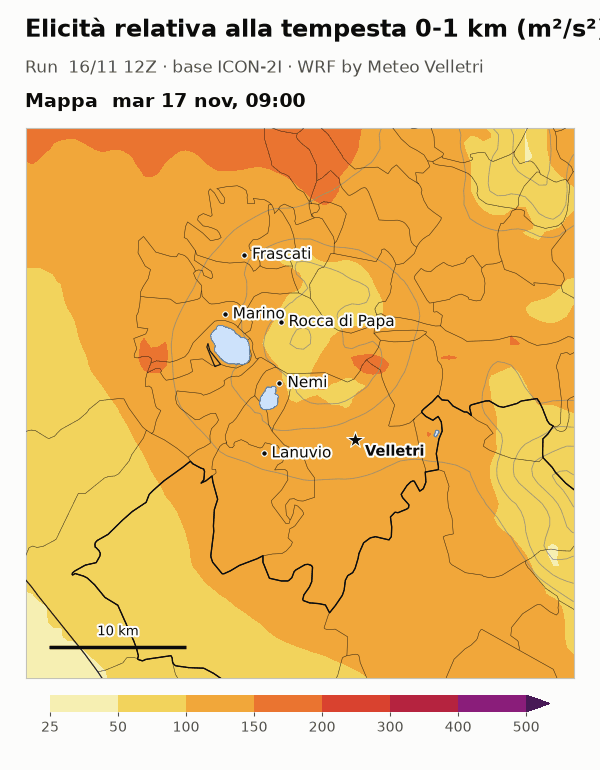 Elicità relativa alla tempesta 0-1 km (m²/s²)
Run  16/11 12Z · base ICON-2I · WRF by Meteo Velletri
Mappa  mar 17 nov, 09:00
Frascati
Marino
Rocca di Papa
Nemi
Velletri
Lanuvio
10 km
25 50 100 150 200 300 400 500